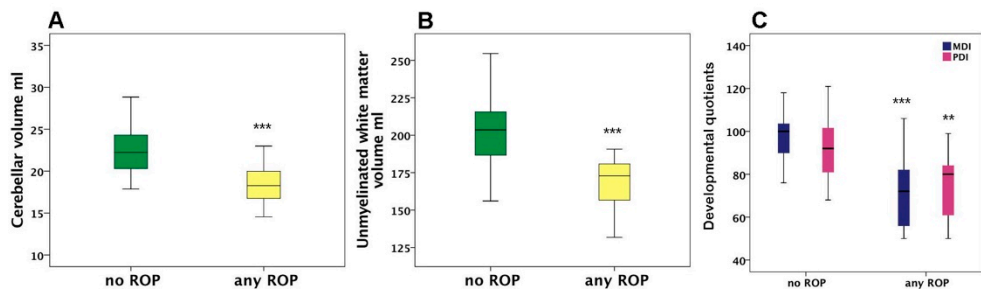 A
Cerebellar volume ml
35
30
25
20
15
10
***
no ROP
any ROP
B
Unmyelinated white matter
volume ml
250
225
200
175
150
125
***
no ROP
any ROP
C
Developmental quotients
140
120
100
80
60
40
MDI
PDI
***
**
no ROP
any ROP